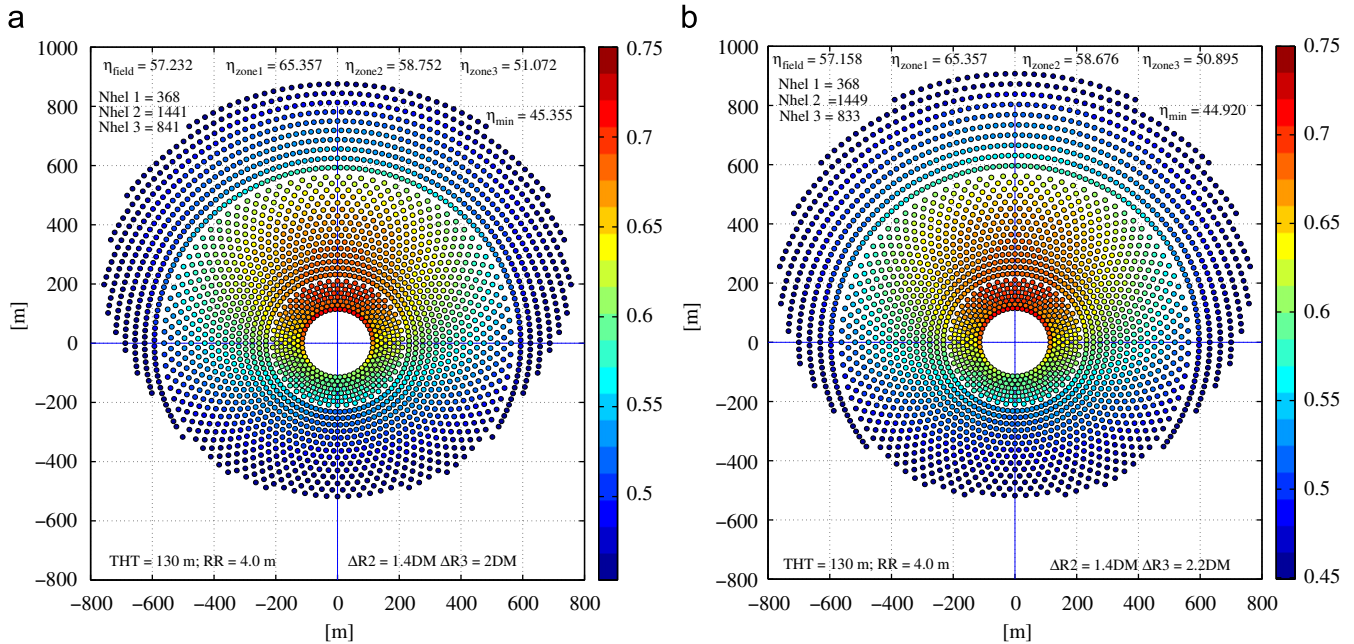 a
η_field = 57.232 η_zone1 = 65.357 η_zone2 = 58.752 η_zone3 = 51.072
Nhel 1 = 368
Nhel 2 = 1441
Nhel 3 = 841
η_min = 45.355
THT = 130 m; RR = 4.0 m ΔR2 = 1.4DM ΔR3 = 2DM
1000
800
600
400
200
0
−200
−400
−600
−800
[m]
−800 −600 −400 −200 0 200 400 600 800
[m]
0.75
0.7
0.65
0.6
0.55
0.5
b
η_field = 57.158 η_zone1 = 65.357 η_zone2 = 58.676 η_zone3 = 50.895
Nhel 1 = 368
Nhel 2 =1449
Nhel 3 = 833
η_min = 44.920
THT = 130 m; RR = 4.0 m ΔR2 = 1.4DM ΔR3 = 2.2DM
1000
800
600
400
200
0
−200
−400
−600
−800
[m]
−800 −600 −400 −200 0 200 400 600 800
[m]
0.75
0.7
0.65
0.6
0.55
0.5
0.45